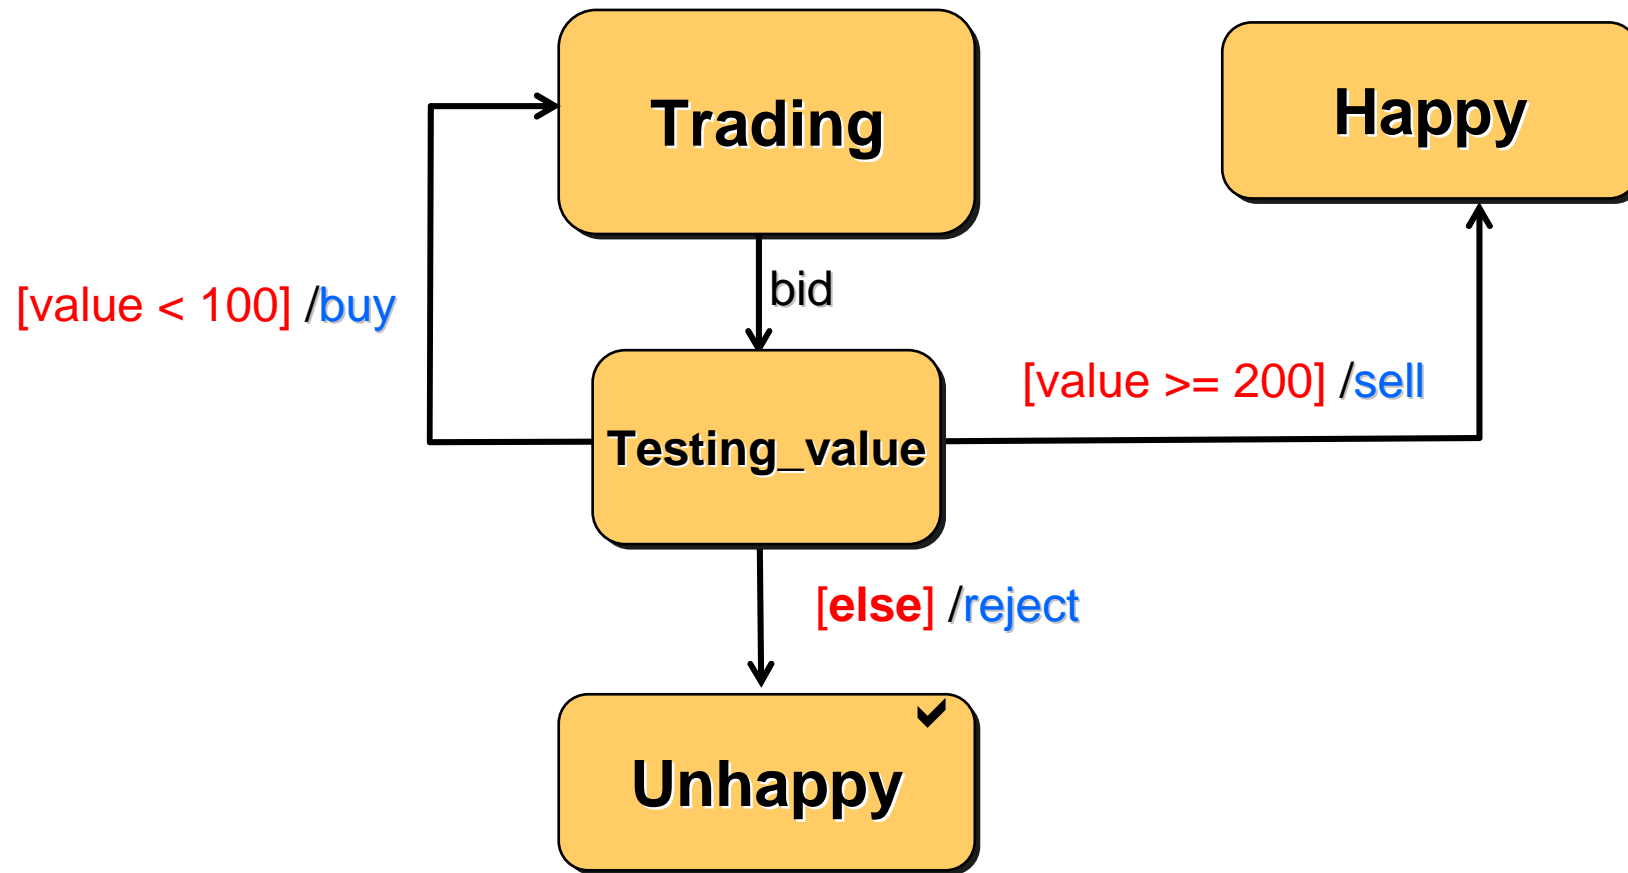 Trading
Happy
[value < 100] /buy
bid
[value >= 200] /sell
Testing_value
[else] /reject
Unhappy